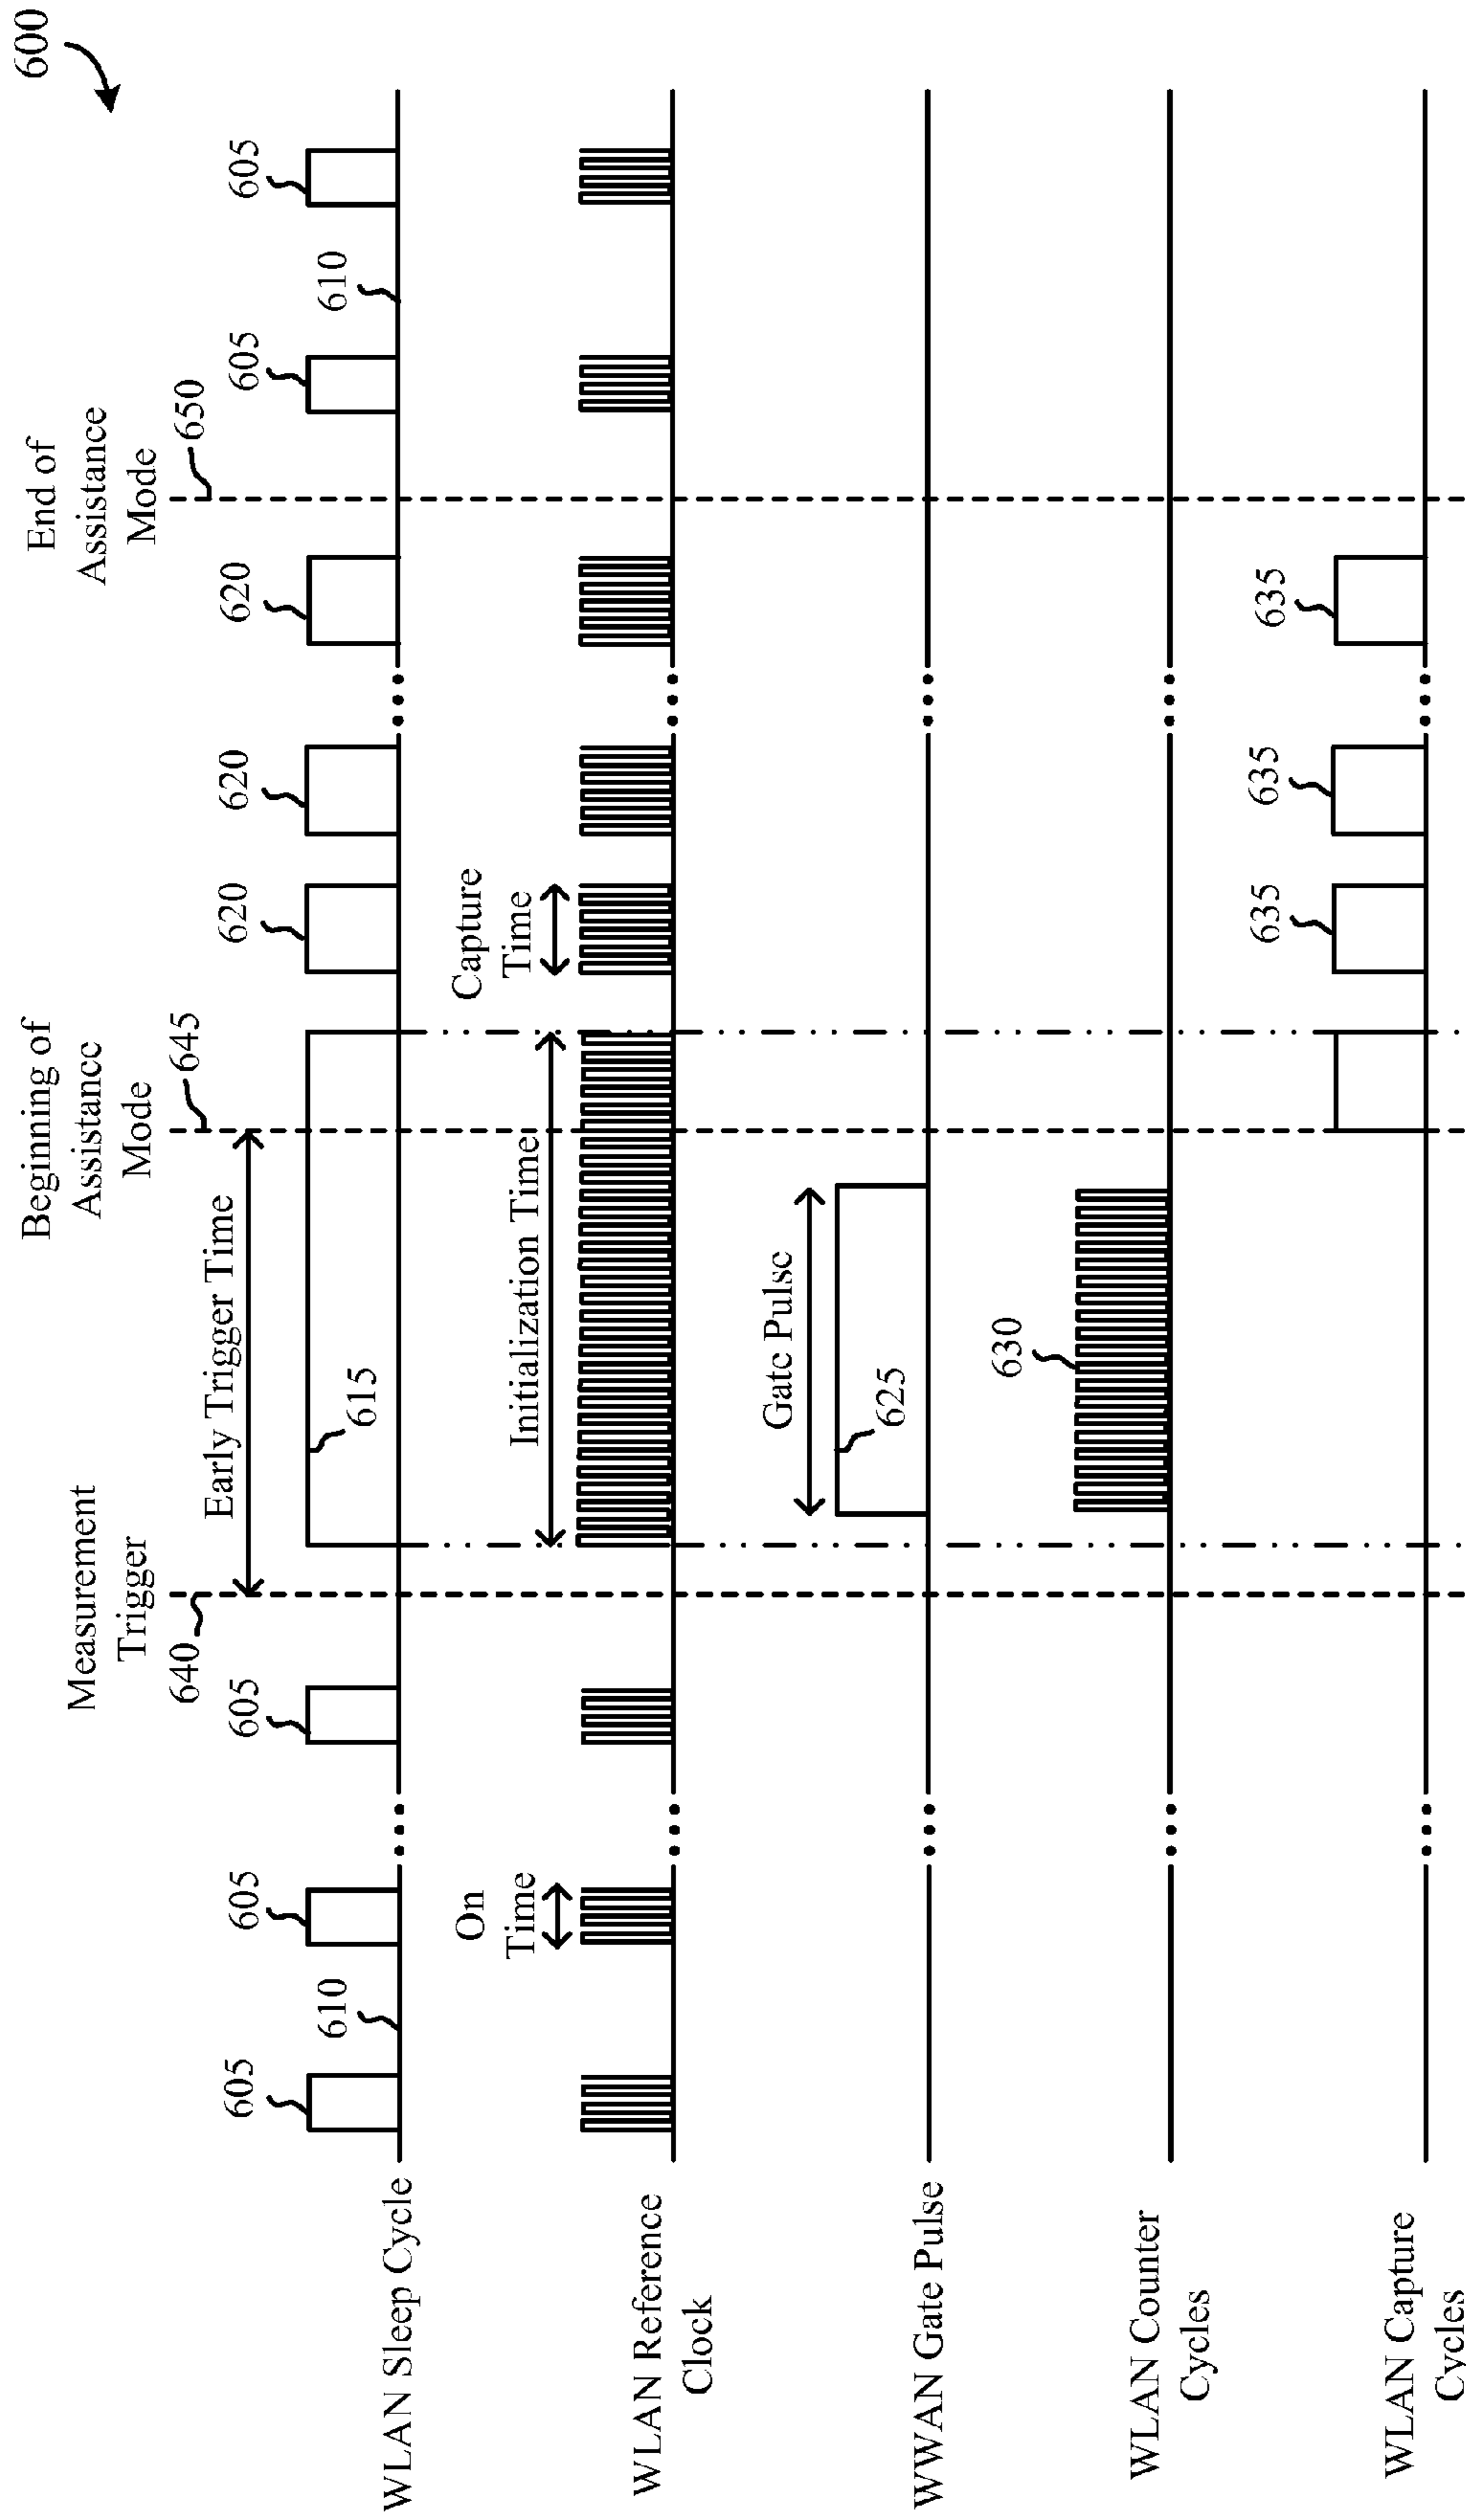 600
Measurement
Trigger
640
Beginning of
Assistance
Mode
645
End of
Assistance
Mode
650
Early Trigger Time
WLAN Sleep Cycle
605
610
605
605
615
620
620
620
605
610
605
WLAN Reference
Clock
On
Time
Initialization Time
Capture
Time
WWAN Gate Pulse
Gate Pulse
625
WLAN Counter
Cycles
630
WLAN Capture
Cycles
635
635
635